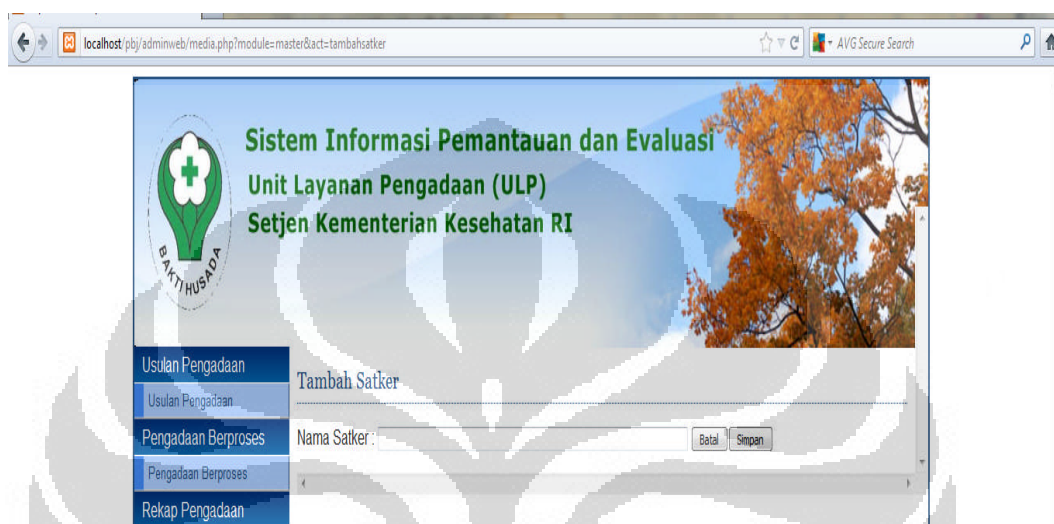 localhost/pbj/adminweb/media.php?module=master&act=tambahsatker
AVG Secure Search
Sistem Informasi Pemantauan dan Evaluasi
Unit Layanan Pengadaan (ULP)
Setjen Kementerian Kesehatan RI
BAKTI HUSADA
Usulan Pengadaan
Usulan Pengadaan
Pengadaan Berproses
Pengadaan Berproses
Rekap Pengadaan
Tambah Satker
Nama Satker :
Batal
Simpan